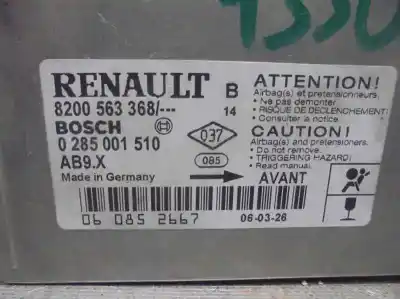 RENAULT B
8200 563 368/--- 14
BOSCH
0 285 001 510
AB9.X
Made in Germany
037
085
ATTENTION!
Airbag(s) et pretensionneurs.
• Ne pas demonter.
• RISQUE DE DECLENCHEMENT!
• Consulter la notice.
CAUTION!
Airbag(s) and pretensioners.
• Do not remove.
• TRIGGERING HAZARD!
• Read manual.
AVANT
06 085 2667
06-03-26